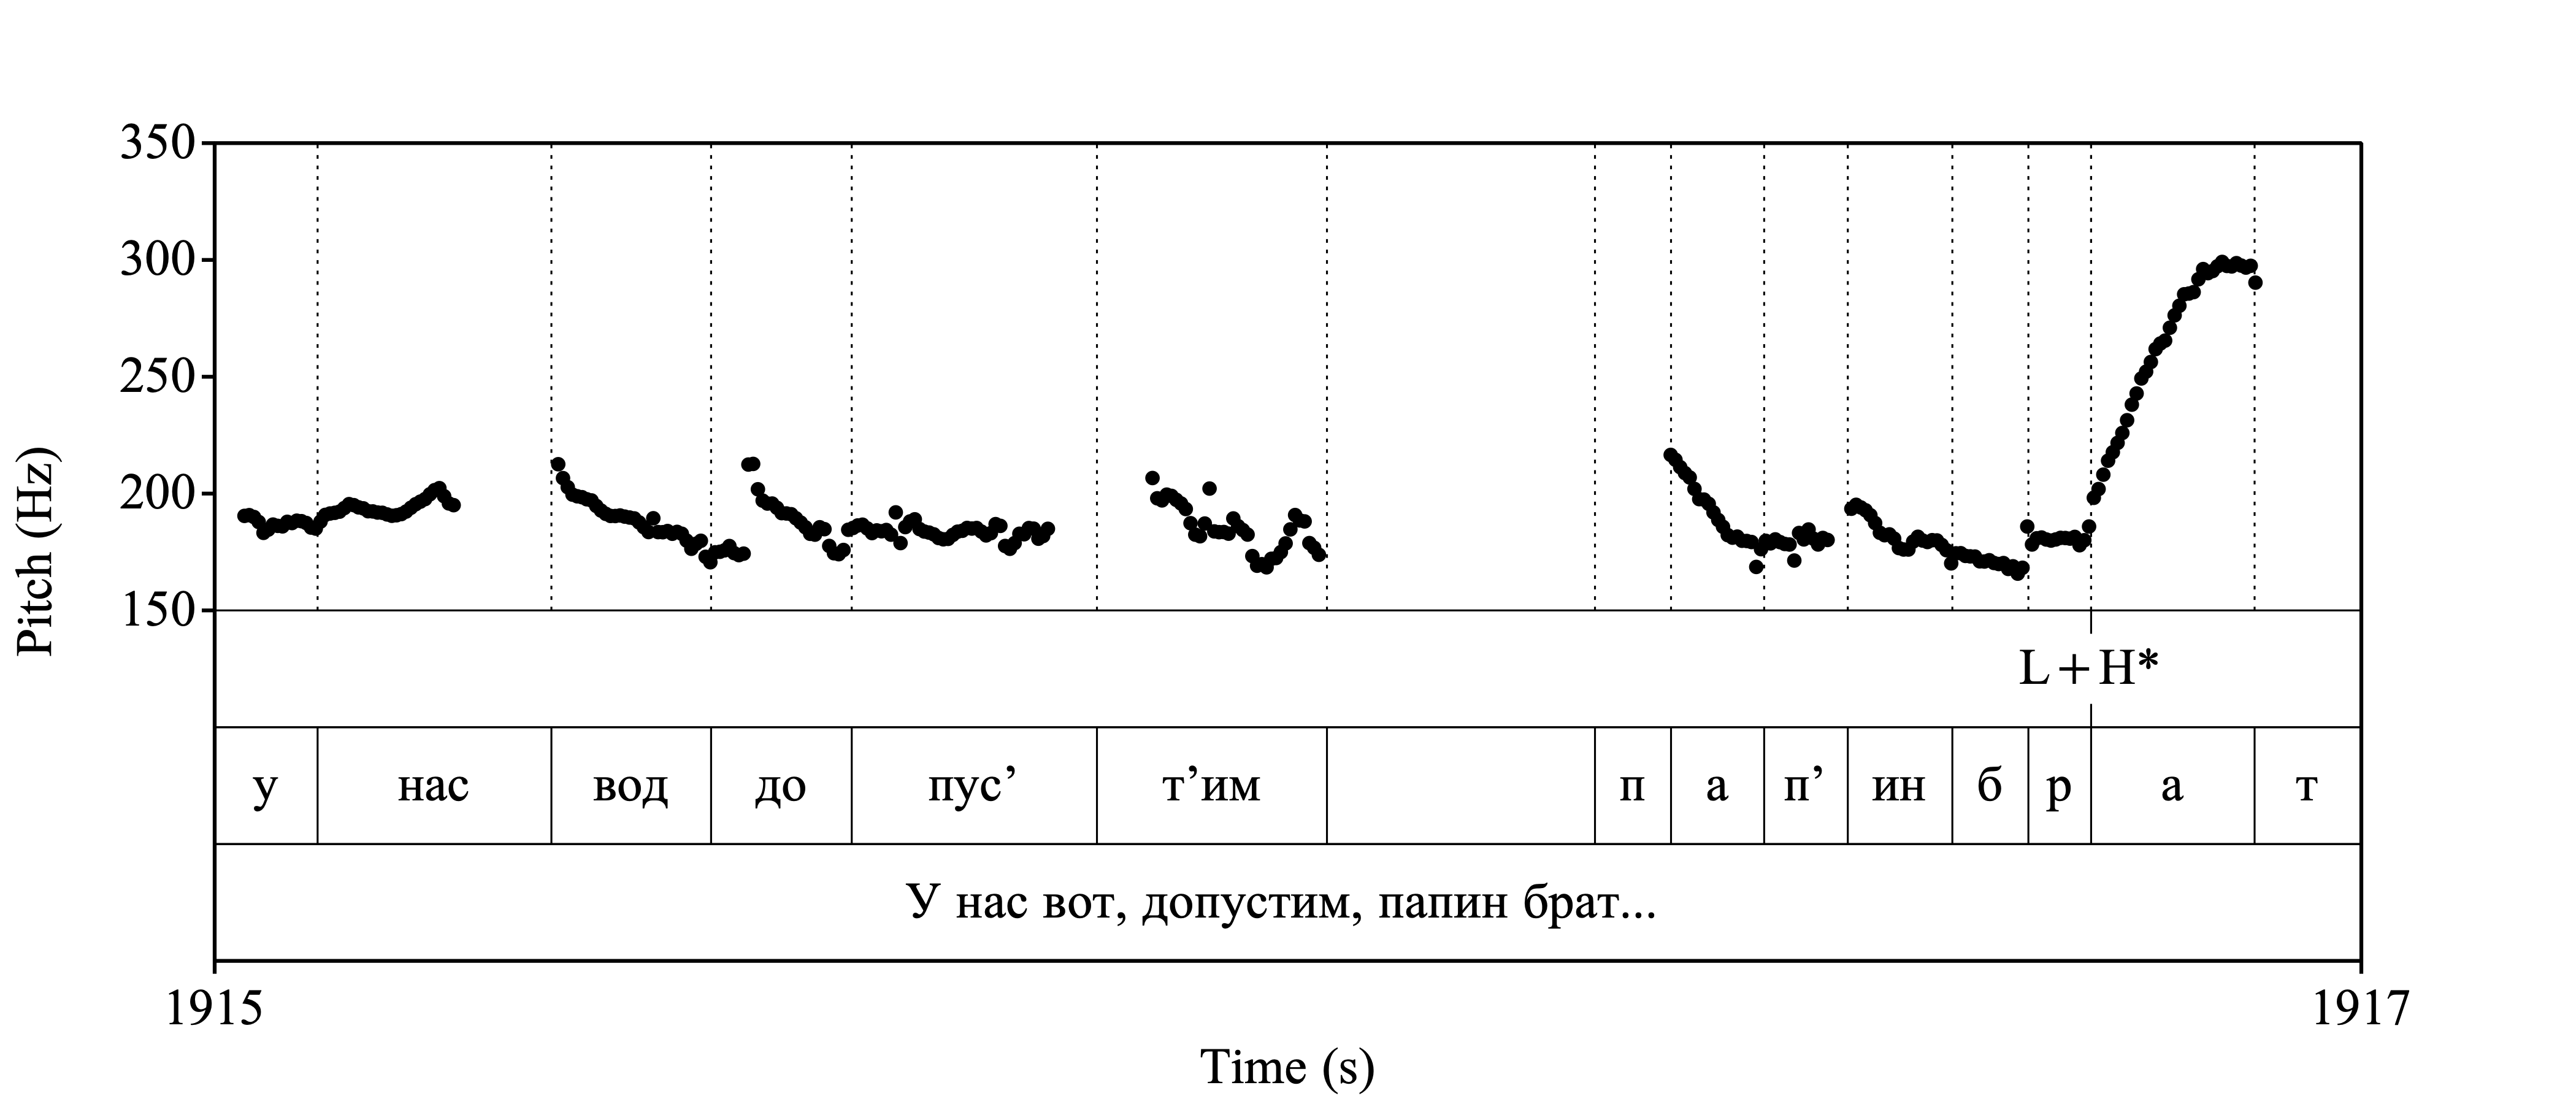 350
300
250
200
150
Pitch (Hz)
L+H*
у нас вод до пус’ т’им п а п’ ин б р а т
У нас вот, допустим, папин брат...
1915 1917
Time (s)